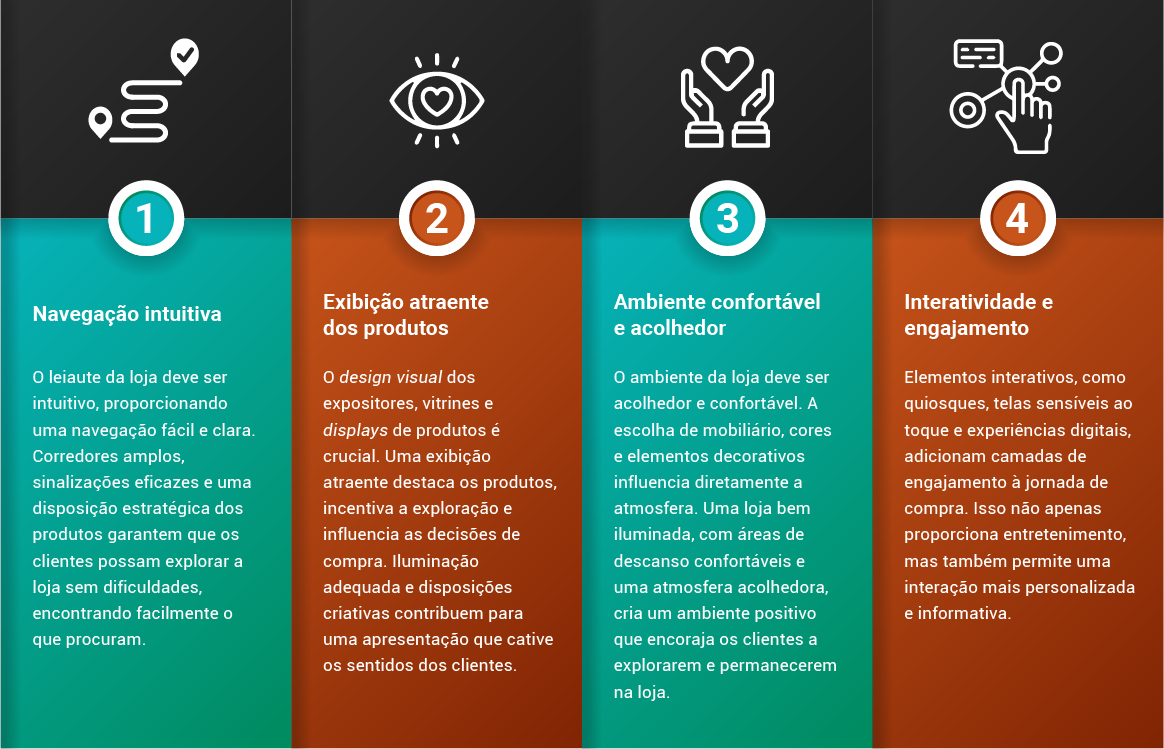 1
Navegação intuitiva
O leiaute da loja deve ser
intuitivo, proporcionando
uma navegação fácil e clara.
Corredores amplos,
sinalizações eficazes e uma
disposição estratégica dos
produtos garantem que os
clientes possam explorar a
loja sem dificuldades,
encontrando facilmente o
que procuram.
2
Exibição atraente
dos produtos
O design visual dos
expositores, vitrines e
displays de produtos é
crucial. Uma exibição
atraente destaca os produtos,
incentiva a exploração e
influencia as decisões de
compra. Iluminação
adequada e disposições
criativas contribuem para
uma apresentação que cative
os sentidos dos clientes.
3
Ambiente confortável
e acolhedor
O ambiente da loja deve ser
acolhedor e confortável. A
escolha de mobiliário, cores
e elementos decorativos
influencia diretamente a
atmosfera. Uma loja bem
iluminada, com áreas de
descanso confortáveis e
uma atmosfera acolhedora,
cria um ambiente positivo
que encoraja os clientes a
explorarem e permanecerem
na loja.
4
Interatividade e
engajamento
Elementos interativos, como
quiosques, telas sensíveis ao
toque e experiências digitais,
adicionam camadas de
engajamento à jornada de
compra. Isso não apenas
proporciona entretenimento,
mas também permite uma
interação mais personalizada
e informativa.